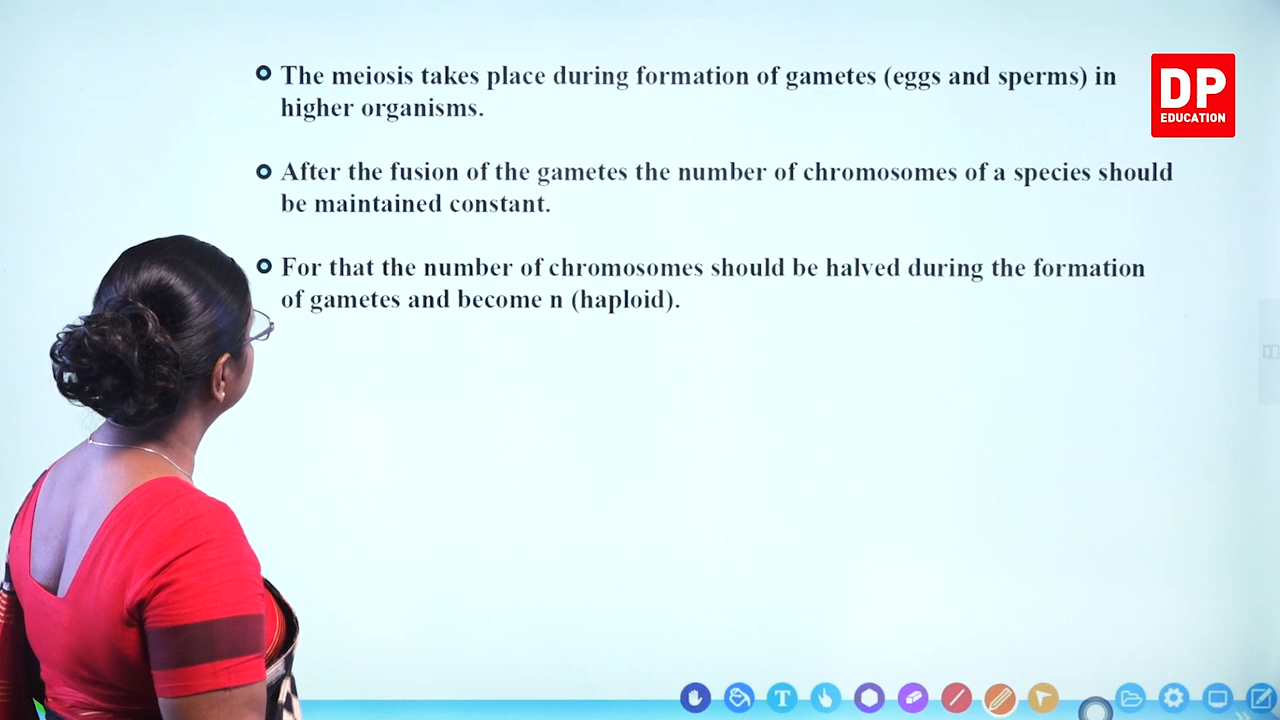 The meiosis takes place during formation of gametes (eggs and sperms) in
higher organisms.
After the fusion of the gametes the number of chromosomes of a species should
be maintained constant.
For that the number of chromosomes should be halved during the formation
of gametes and become n (haploid).
DP
EDUCATION
T